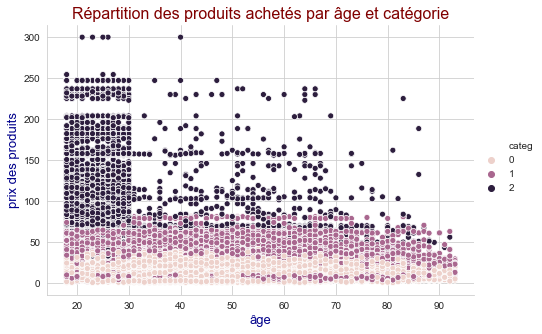 Répartition des produits achetés par âge et catégorie
prix des produits
300
250
200
150
100
50
0
20 30 40 50 60 70 80 90
âge
categ
0
1
2